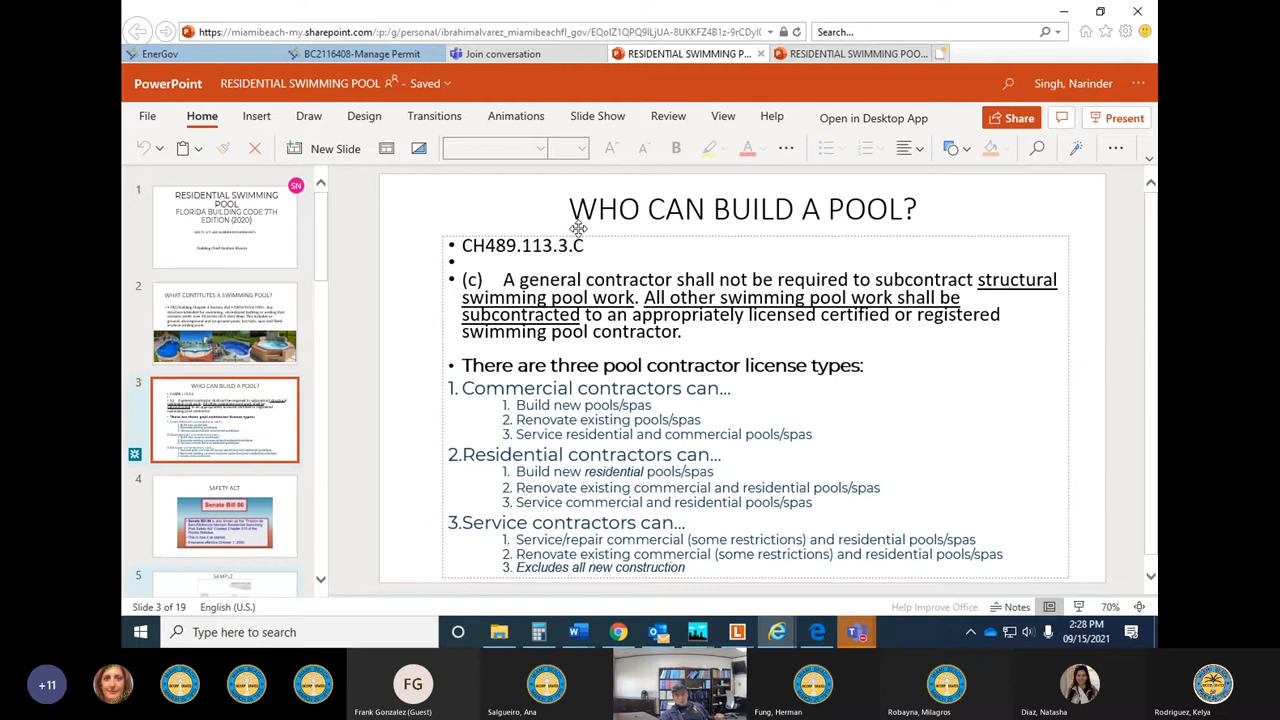 https://miamibeach-my.sharepoint.com/:p:/g/personal/ibrahimalvarez_miamibeachfl_gov/
Search...
EnerGov
BC2116408-Manage Permit
Join conversation
RESIDENTIAL SWIMMING P...
RESIDENTIAL SWIMMING POO...
PowerPoint
RESIDENTIAL SWIMMING POOL - Saved
Singh, Narinder
File Home Insert Draw Design Transitions Animations Slide Show Review View Help Open in Desktop App Share Present
New Slide
1
RESIDENTIAL SWIMMING
POOL
FLORIDA BUILDING CODE 7TH
EDITION (2020)
SN
2
WHAT CONTITUTES A SWIMMING POOL?
3
WHO CAN BUILD A POOL?
4
SAFETY ACT
Senate Bill 86
5
SAMPLE
WHO CAN BUILD A POOL?
• CH489.113.3.C
•
• (c) A general contractor shall not be required to subcontract structural
swimming pool work. All other swimming pool work shall be
subcontracted to an appropriately licensed certified or registered
swimming pool contractor.
• There are three pool contractor license types:
1. Commercial contractors can...
1. Build new pools/spas
2. Renovate existing pools/spas
3. Service residential and commercial pools/spas
2.Residential contractors can...
1. Build new residential pools/spas
2. Renovate existing commercial and residential pools/spas
3. Service commercial and residential pools/spas
3.Service contractors can...
1. Service/repair commercial (some restrictions) and residential pools/spas
2. Renovate existing commercial (some restrictions) and residential pools/spas
3. Excludes all new construction
Slide 3 of 19
English (U.S.)
Help Improve Office
Notes
70%
Type here to search
2:28 PM
09/15/2021
+11
FG
Frank Gonzalez (Guest)
Salgueiro, Ana
Fung, Herman
Robayna, Milagros
Diaz, Natasha
Rodriguez, Kelya